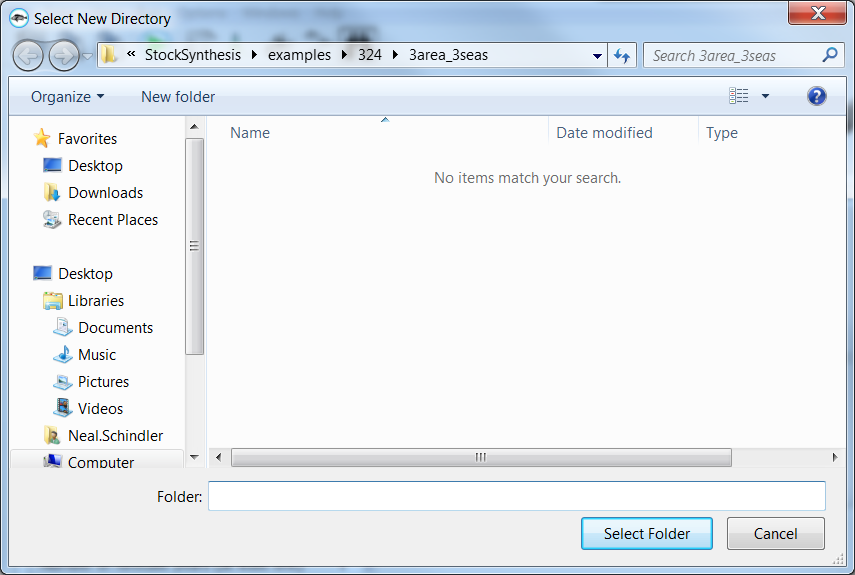 Select New Directory
« StockSynthesis examples 324 3area_3seas
Search 3area_3seas
Organize New folder
Name Date modified Type
No items match your search.
Favorites
Desktop
Downloads
Recent Places
Desktop
Libraries
Documents
Music
Pictures
Videos
Neal.Schindler
Computer
Folder:
Select Folder Cancel